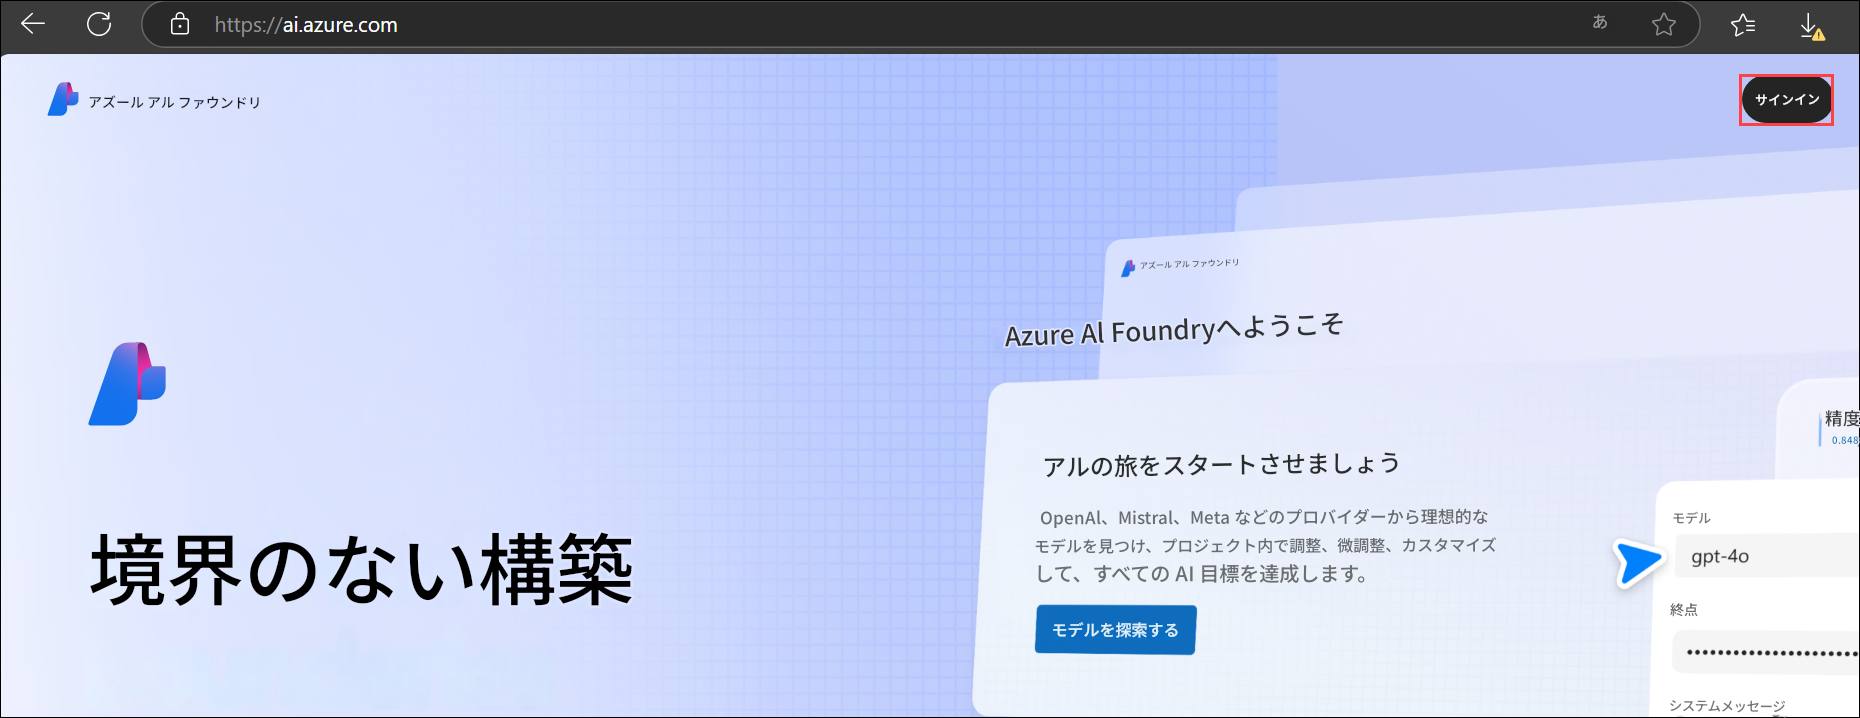 https://ai.azure.com
あ
アズール アル ファウンドリ
サインイン
アズール アル ファウンドリ
Azure Al Foundryへようこそ
アルの旅をスタートさせましょう
OpenAl、Mistral、Meta などのプロバイダーから理想的な
モデルを見つけ、プロジェクト内で調整、微調整、カスタマイズ
して、すべての AI 目標を達成します。
モデルを探索する
境界のない構築
精度
0.848
モデル
gpt-4o
終点
システムメッセージ